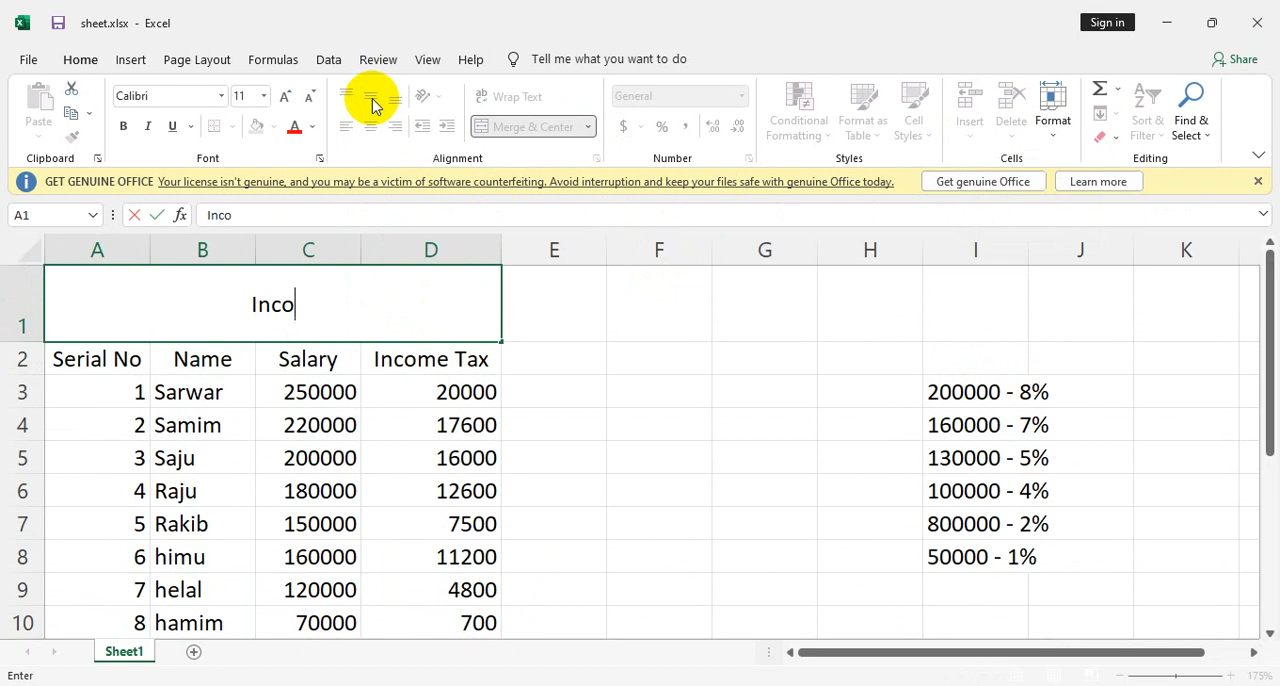 sheet.xlsx - Excel
Sign in
File Home Insert Page Layout Formulas Data Review View Help Tell me what you want to do Share
Paste
Calibri 11
B I U A
Wrap Text
Merge & Center
General
$ % ,
Conditional Formatting
Format as Table
Cell Styles
Insert
Delete
Format
Sort & Filter
Find & Select
Clipboard Font Alignment Number Styles Cells Editing
GET GENUINE OFFICE Your license isn't genuine, and you may be a victim of software counterfeiting. Avoid interruption and keep your files safe with genuine Office today. Get genuine Office Learn more
A1 fx Inco
A B C D E F G H I J K
1 Inco
2 Serial No Name Salary Income Tax
3 1 Sarwar 250000 20000 200000 - 8%
4 2 Samim 220000 17600 160000 - 7%
5 3 Saju 200000 16000 130000 - 5%
6 4 Raju 180000 12600 100000 - 4%
7 5 Rakib 150000 7500 800000 - 2%
8 6 himu 160000 11200 50000 - 1%
9 7 helal 120000 4800
10 8 hamim 70000 700
Sheet1
Enter 175%